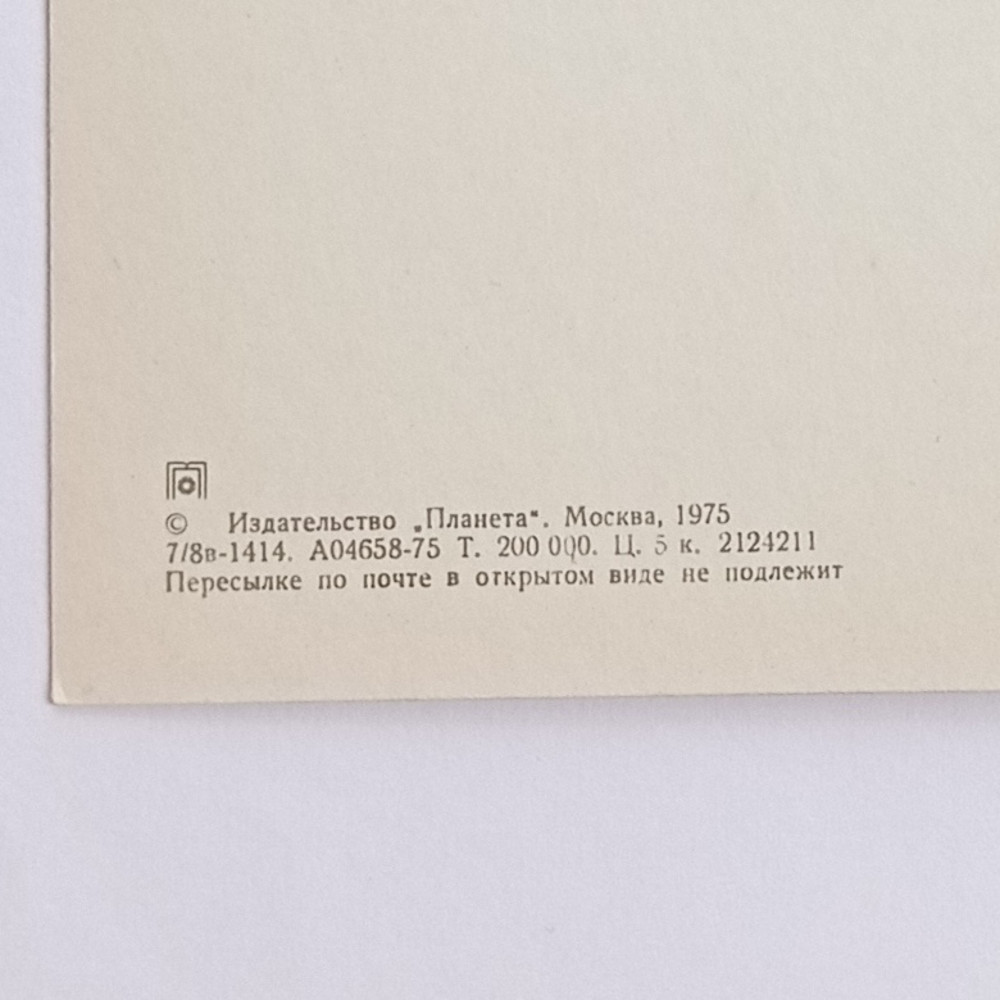 © Издательство „Планета“. Москва, 1975
7/8в-1414. А04658-75 Т. 200 000. Ц. 5 к. 2124211
Пересылке по почте в открытом виде не подлежит